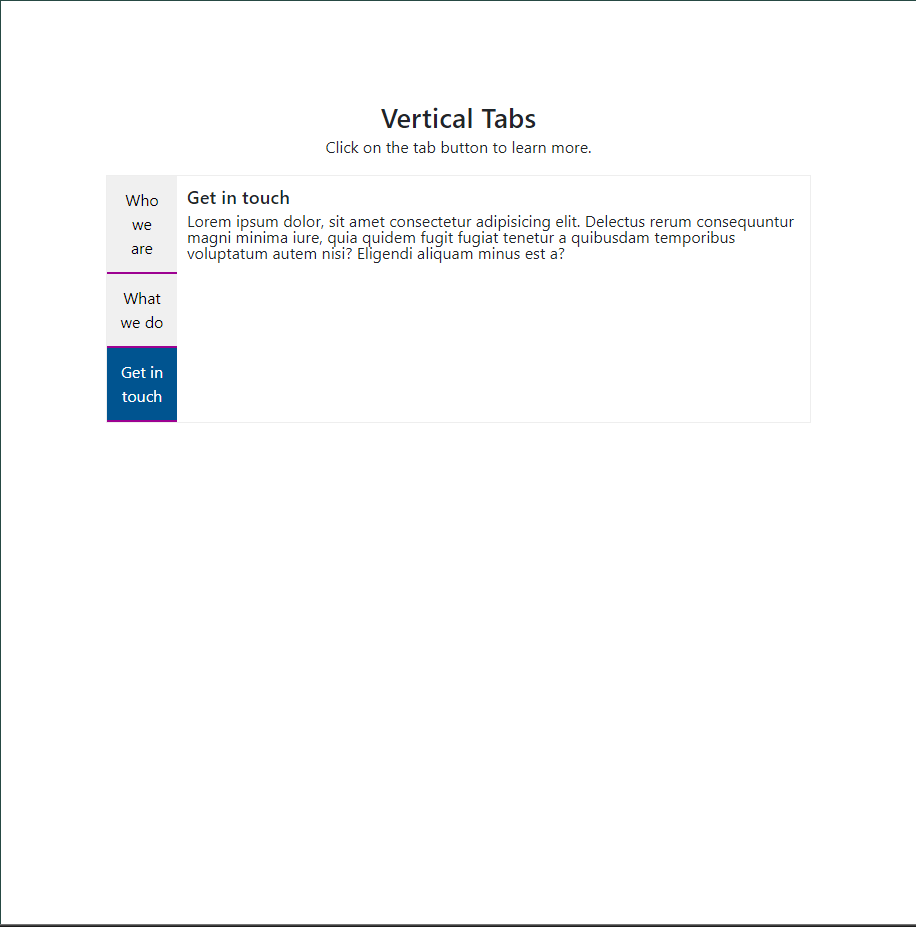 Vertical Tabs
Click on the tab button to learn more.
Who
we
are
What
we do
Get in
touch
Get in touch
Lorem ipsum dolor, sit amet consectetur adipisicing elit. Delectus rerum consequuntur
magni minima iure, quia quidem fugit fugiat tenetur a quibusdam temporibus
voluptatum autem nisi? Eligendi aliquam minus est a?